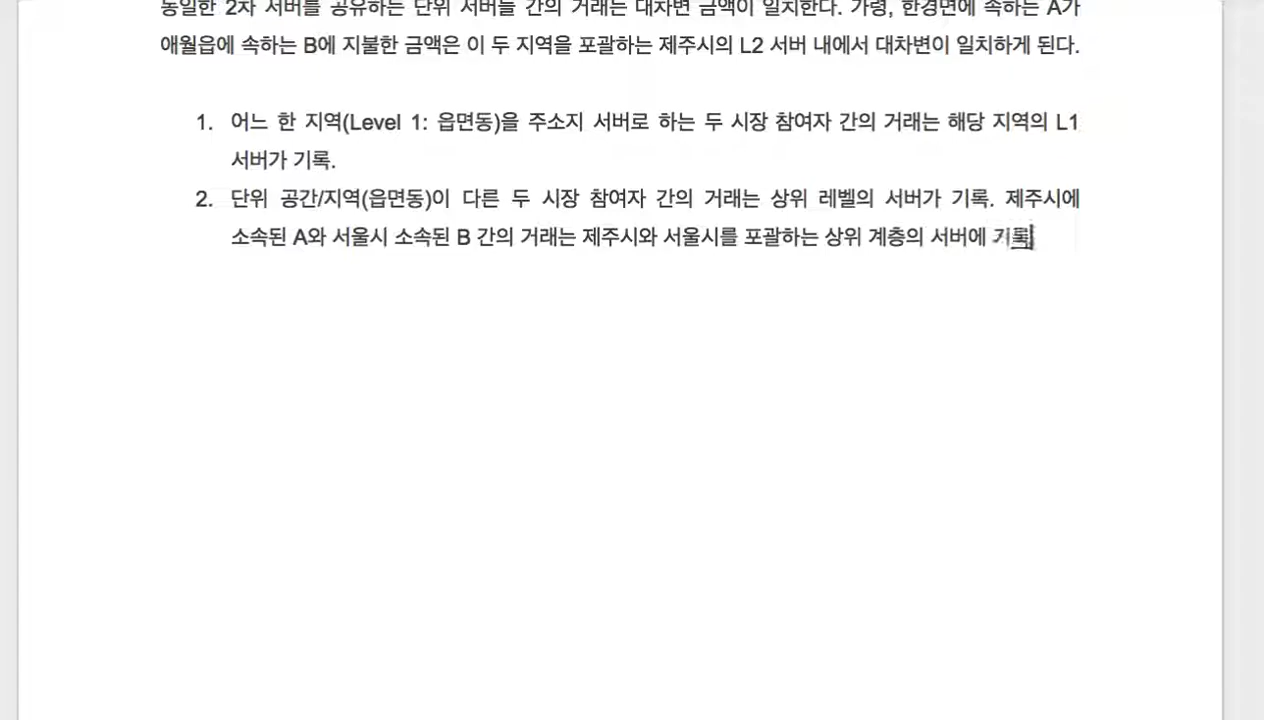 동일한 2차 서버를 공유하는 단위 서버들 간의 거래는 대차변 금액이 일치한다. 가령, 한경면에 속하는 A가
애월읍에 속하는 B에 지불한 금액은 이 두 지역을 포괄하는 제주시의 L2 서버 내에서 대차변이 일치하게 된다.
1. 어느 한 지역(Level 1: 읍면동)을 주소지 서버로 하는 두 시장 참여자 간의 거래는 해당 지역의 L1
서버가 기록.
2. 단위 공간/지역(읍면동)이 다른 두 시장 참여자 간의 거래는 상위 레벨의 서버가 기록. 제주시에
소속된 A와 서울시 소속된 B 간의 거래는 제주시와 서울시를 포괄하는 상위 계층의 서버에 기록